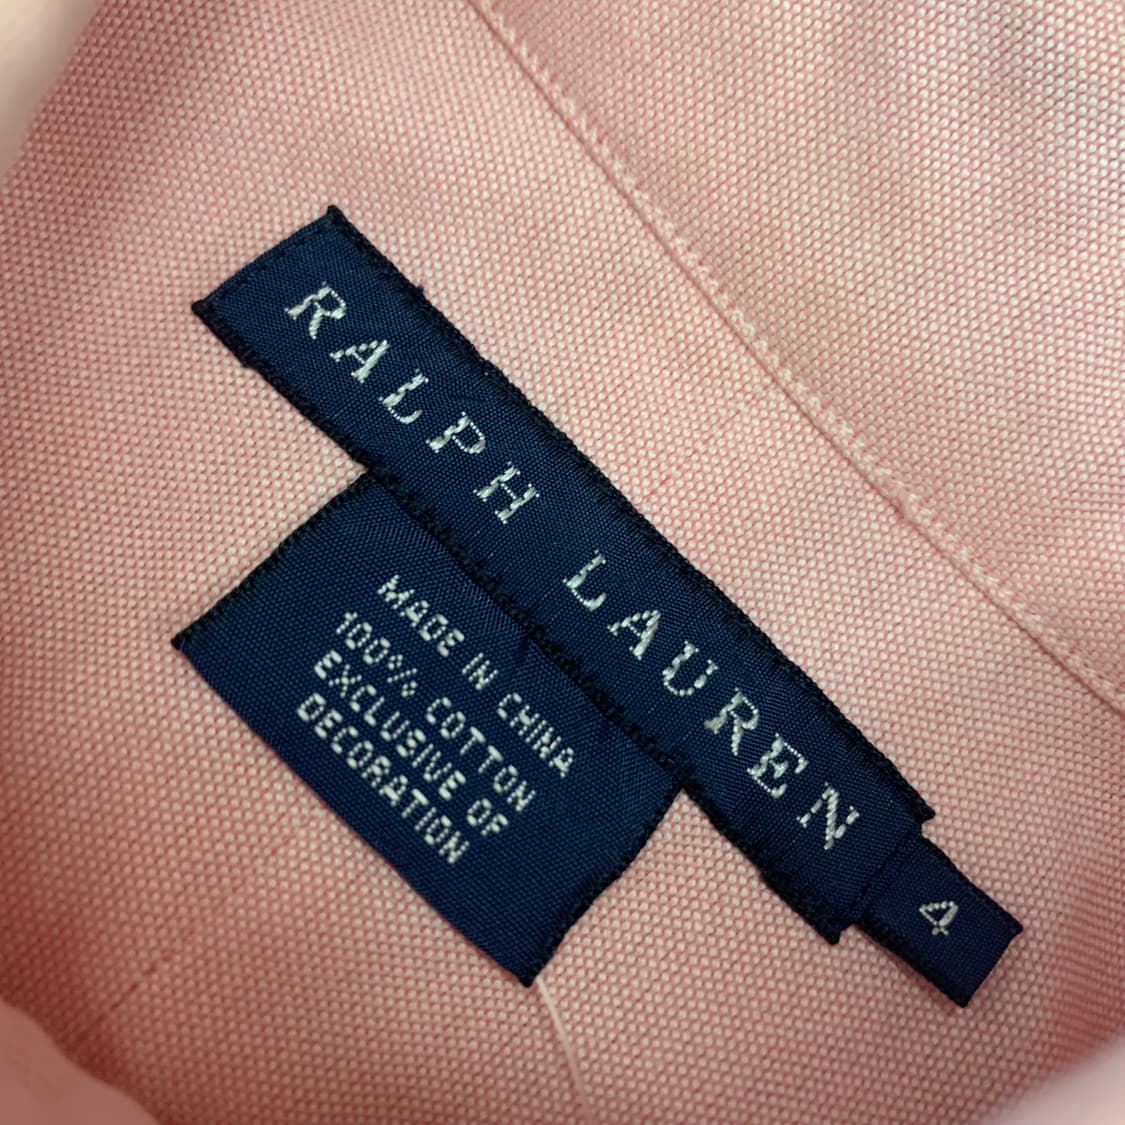 RALPH LAUREN
4
MADE IN CHINA
100% COTTON
EXCLUSIVE OF
DECORATION